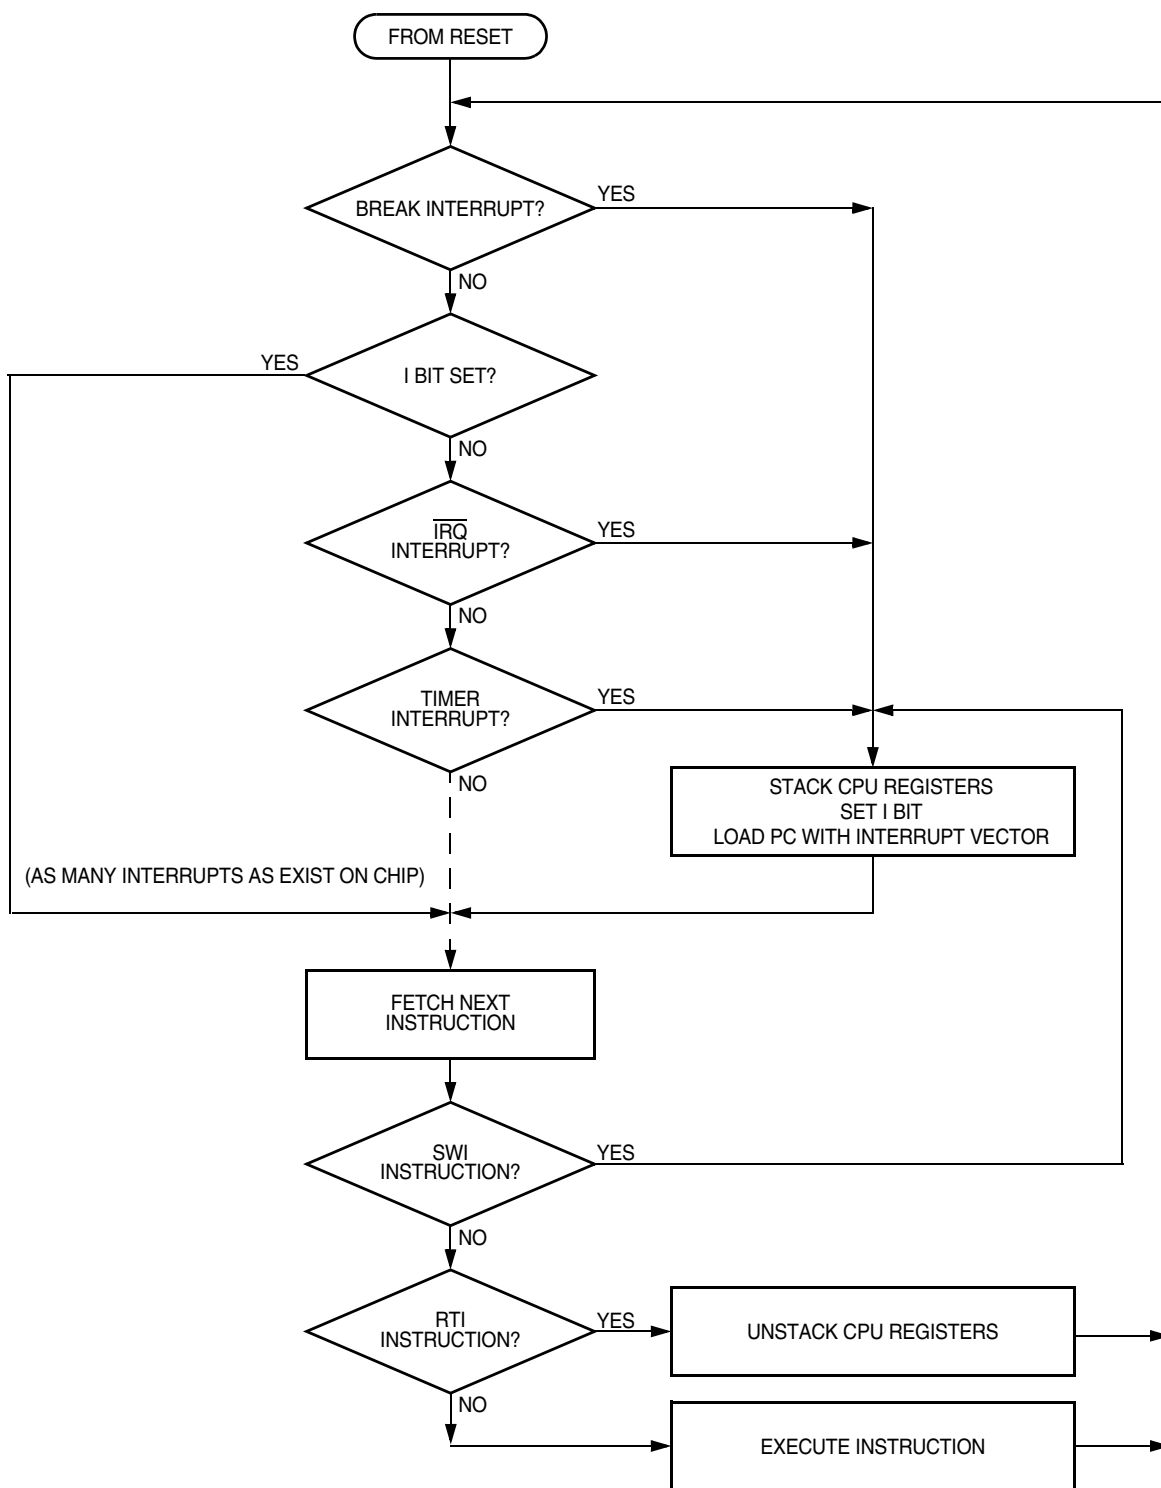 FROM RESET
BREAK INTERRUPT?
YES
NO
I BIT SET?
YES
NO
IRQ
INTERRUPT?
YES
NO
TIMER
INTERRUPT?
YES
NO
STACK CPU REGISTERS
SET I BIT
LOAD PC WITH INTERRUPT VECTOR
(AS MANY INTERRUPTS AS EXIST ON CHIP)
FETCH NEXT
INSTRUCTION
SWI
INSTRUCTION?
YES
NO
RTI
INSTRUCTION?
YES
UNSTACK CPU REGISTERS
NO
EXECUTE INSTRUCTION